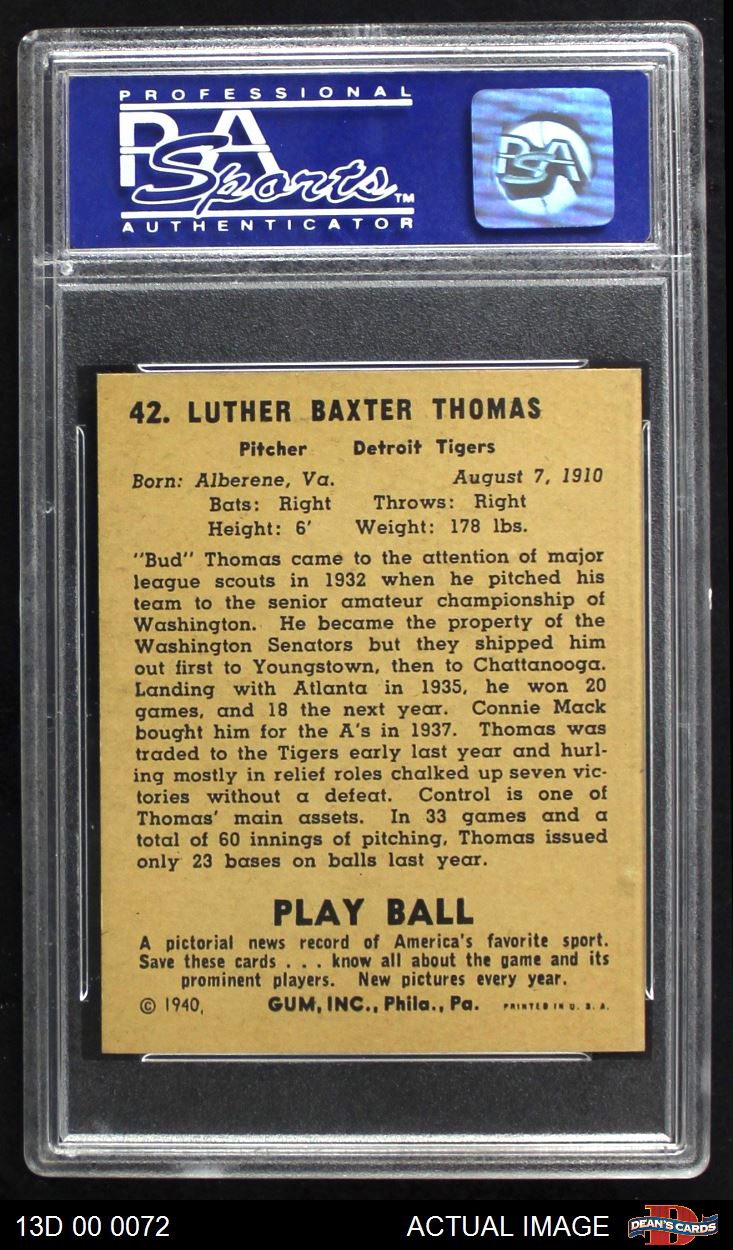 PROFESSIONAL
PSA
Sports TM
AUTHENTICATOR
PSA
42. LUTHER BAXTER THOMAS
Pitcher Detroit Tigers
Born: Alberene, Va. August 7, 1910
Bats: Right Throws: Right
Height: 6' Weight: 178 lbs.
"Bud" Thomas came to the attention of major
league scouts in 1932 when he pitched his
team to the senior amateur championship of
Washington. He became the property of the
Washington Senators but they shipped him
out first to Youngstown, then to Chattanooga.
Landing with Atlanta in 1935, he won 20
games, and 18 the next year. Connie Mack
bought him for the A's in 1937. Thomas was
traded to the Tigers early last year and hurl-
ing mostly in relief roles chalked up seven vic-
tories without a defeat. Control is one of
Thomas' main assets. In 33 games and a
total of 60 innings of pitching, Thomas issued
only 23 bases on balls last year.
PLAY BALL
A pictorial news record of America's favorite sport.
Save these cards . . . know all about the game and its
prominent players. New pictures every year.
© 1940, GUM, INC., Phila., Pa. PRINTED IN U. S. A.
13D 00 0072 ACTUAL IMAGE DEAN'S CARDS